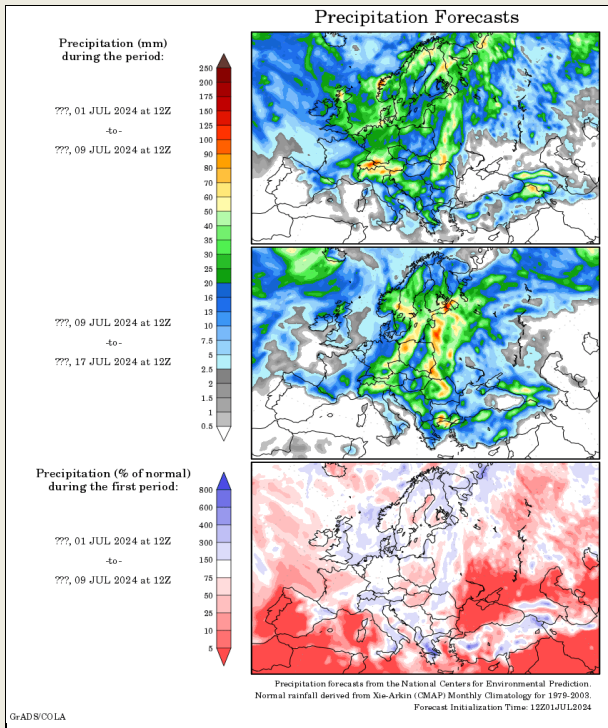 Precipitation Forecasts
Precipitation (mm)
during the period:
???, 01 JUL 2024 at 12Z
-to-
???, 09 JUL 2024 at 12Z
250
200
175
150
125
100
90
80
70
60
50
40
35
30
25
20
16
13
10
7.5
5
2.5
2
1.5
1
0.5
???, 09 JUL 2024 at 12Z
-to-
???, 17 JUL 2024 at 12Z
Precipitation (% of normal)
during the first period:
???, 01 JUL 2024 at 12Z
-to-
???, 09 JUL 2024 at 12Z
800
600
400
300
150
75
50
25
10
5
Precipitation forecasts from the National Centers for Environmental Prediction.
Normal rainfall derived from Xie-Arkin (CMAP) Monthly Climatology for 1979-2003.
Forecast Initialization Time: 12Z01JUL2024
GrADS/COLA